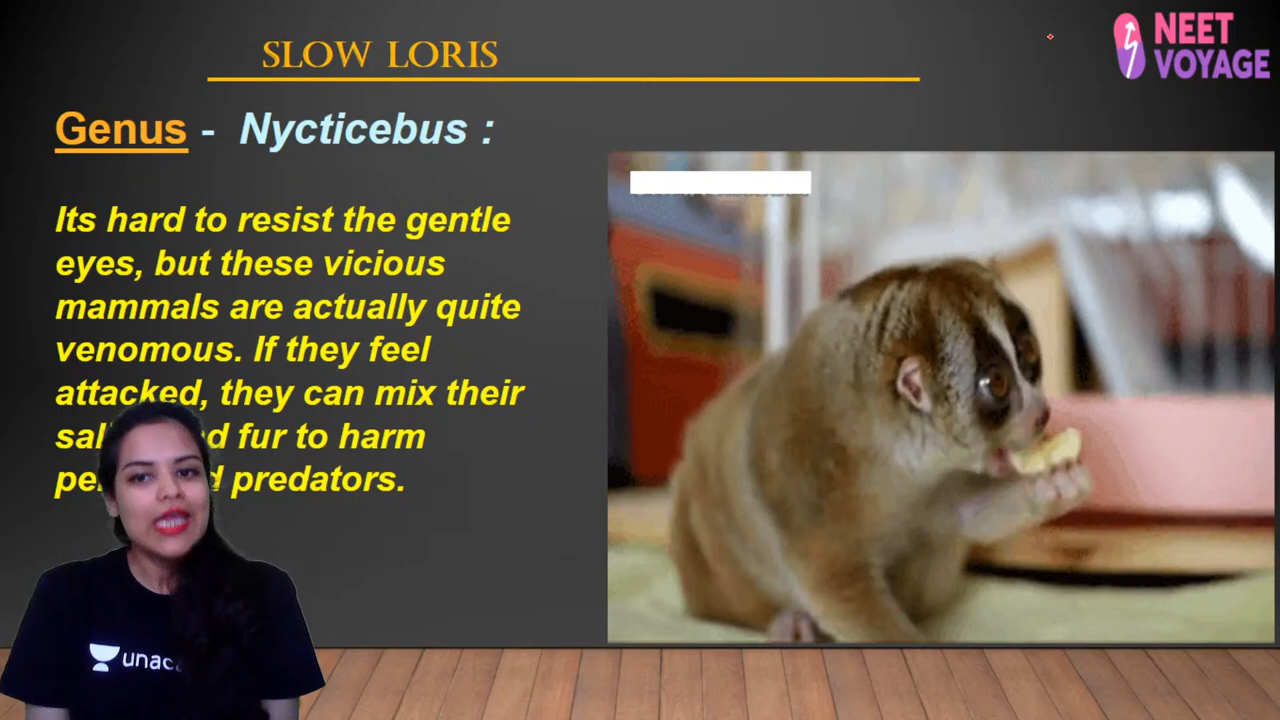 SLOW LORIS
NEET
VOYAGE
Genus - Nycticebus :
Its hard to resist the gentle
eyes, but these vicious
mammals are actually quite
venomous. If they feel
attacked, they can mix their
fur to harm
predators.